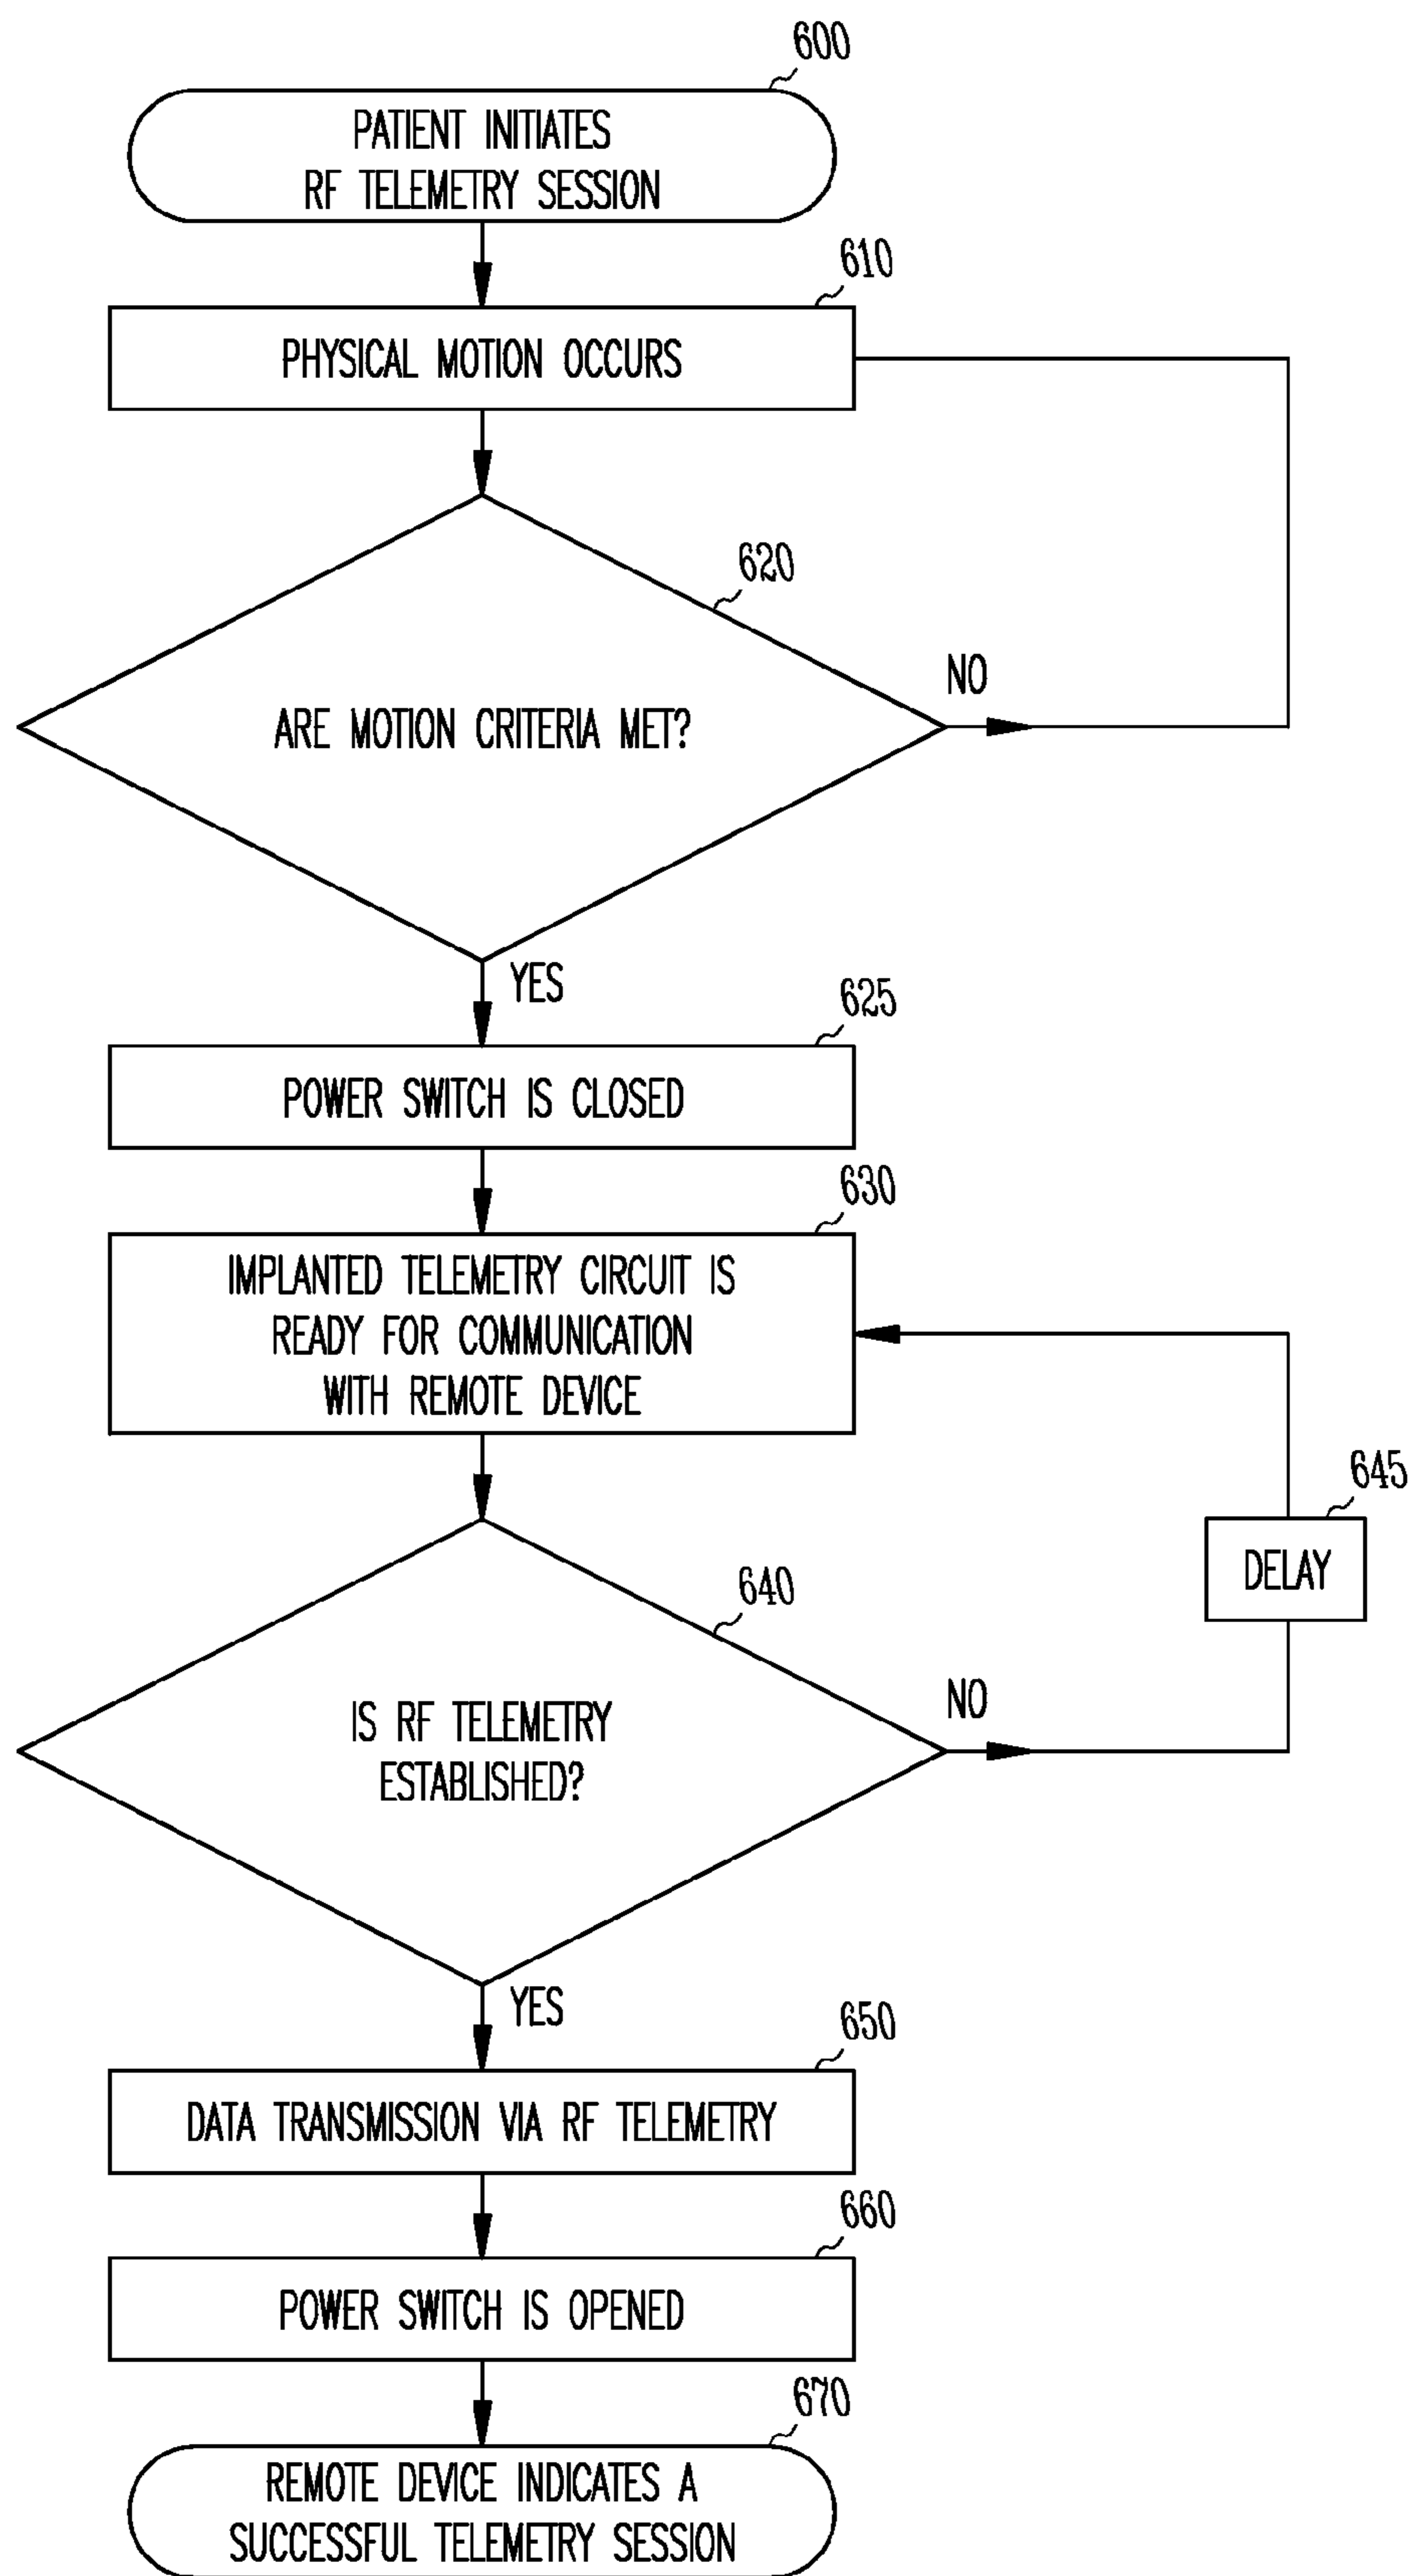 600
PATIENT INITIATES
RF TELEMETRY SESSION
610
PHYSICAL MOTION OCCURS
620
ARE MOTION CRITERIA MET?
NO
YES
625
POWER SWITCH IS CLOSED
630
IMPLANTED TELEMETRY CIRCUIT IS
READY FOR COMMUNICATION
WITH REMOTE DEVICE
645
DELAY
640
IS RF TELEMETRY
ESTABLISHED?
NO
YES
650
DATA TRANSMISSION VIA RF TELEMETRY
660
POWER SWITCH IS OPENED
670
REMOTE DEVICE INDICATES A
SUCCESSFUL TELEMETRY SESSION